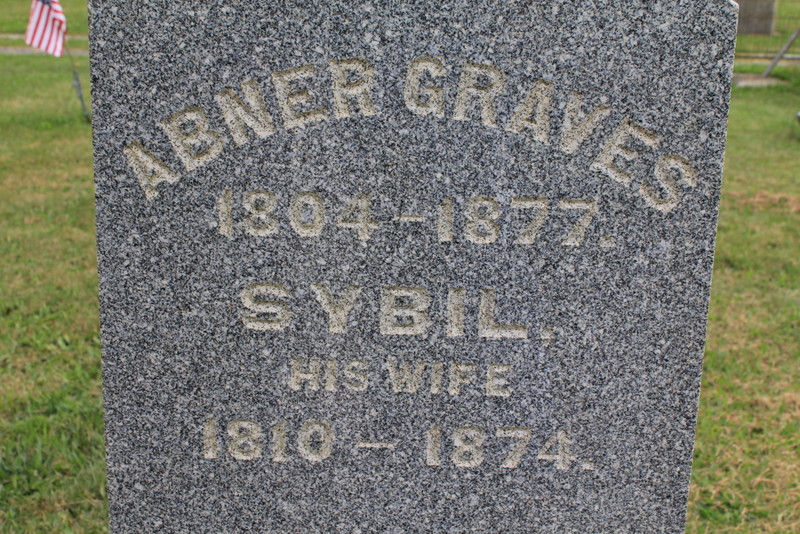 ABNER GRAVES
1804-1877.
SYBIL.
HIS WIFE
1810 - 1874.